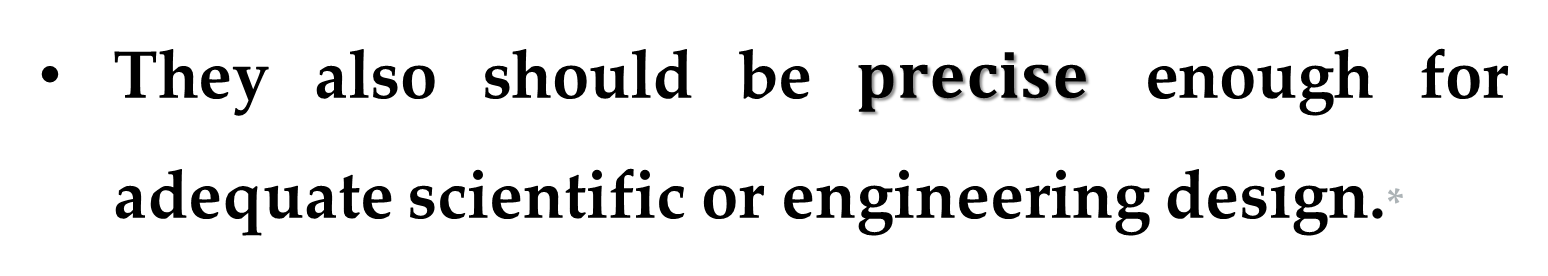 • They also should be precise enough for
adequate scientific or engineering design.*